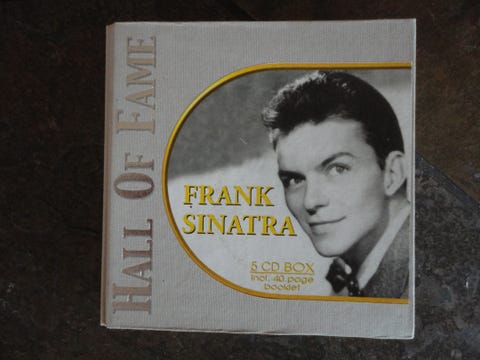 HALL OF FAME
FRANK
SINATRA
5 CD BOX
incl. 40 page
booklet